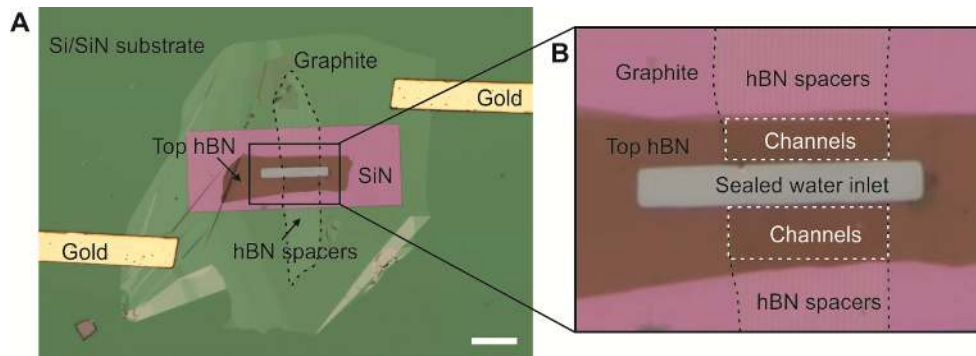 A
Si/SiN substrate
Graphite
Gold
Top hBN
SiN
hBN spacers
Gold
B
Graphite
hBN spacers
Channels
Top hBN
Sealed water inlet
Channels
hBN spacers